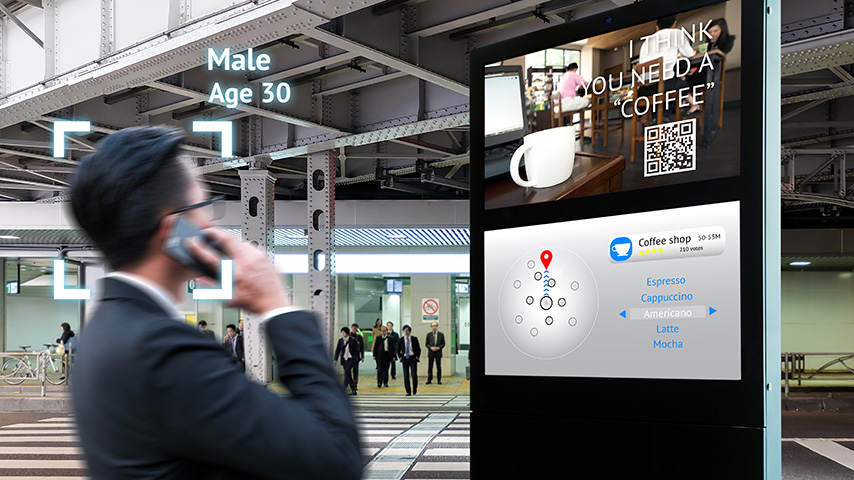 Male
Age 30
I THINK
YOU NEED A
“COFFEE”
Coffee shop 50-55M
210 votes
Espresso
Cappuccino
Americano
Latte
Mocha